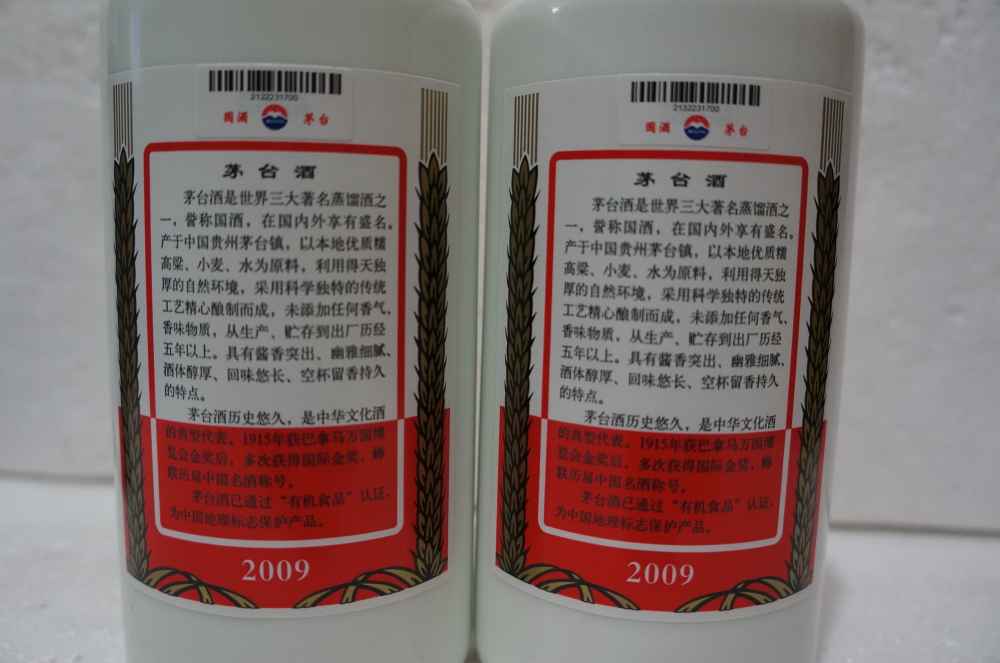 2132231700
国酒 茅台
茅台酒
茅台酒是世界三大著名蒸馏酒之
一，誉称国酒，在国内外享有盛名。
产于中国贵州茅台镇，以本地优质糯
高粱、小麦、水为原料，利用得天独
厚的自然环境，采用科学独特的传统
工艺精心酿制而成，未添加任何香气、
香味物质，从生产、贮存到出厂历经
五年以上。具有酱香突出、幽雅细腻、
酒体醇厚、回味悠长、空杯留香持久
的特点。
茅台酒历史悠久，是中华文化酒
的典型代表。1915年获巴拿马万国博
览会金奖后，多次获得国际金奖，蝉
联历届中国名酒称号。
茅台酒已通过“有机食品”认证，
为中国地理标志保护产品。
2009
2132231700
国酒 茅台
茅台酒
茅台酒是世界三大著名蒸馏酒之
一，誉称国酒，在国内外享有盛名。
产于中国贵州茅台镇，以本地优质糯
高粱、小麦、水为原料，利用得天独
厚的自然环境，采用科学独特的传统
工艺精心酿制而成，未添加任何香气、
香味物质，从生产、贮存到出厂历经
五年以上。具有酱香突出、幽雅细腻、
酒体醇厚、回味悠长、空杯留香持久
的特点。
茅台酒历史悠久，是中华文化酒
的典型代表。1915年获巴拿马万国博
览会金奖后，多次获得国际金奖，蝉
联历届中国名酒称号。
茅台酒已通过“有机食品”认证，
为中国地理标志保护产品。
2009